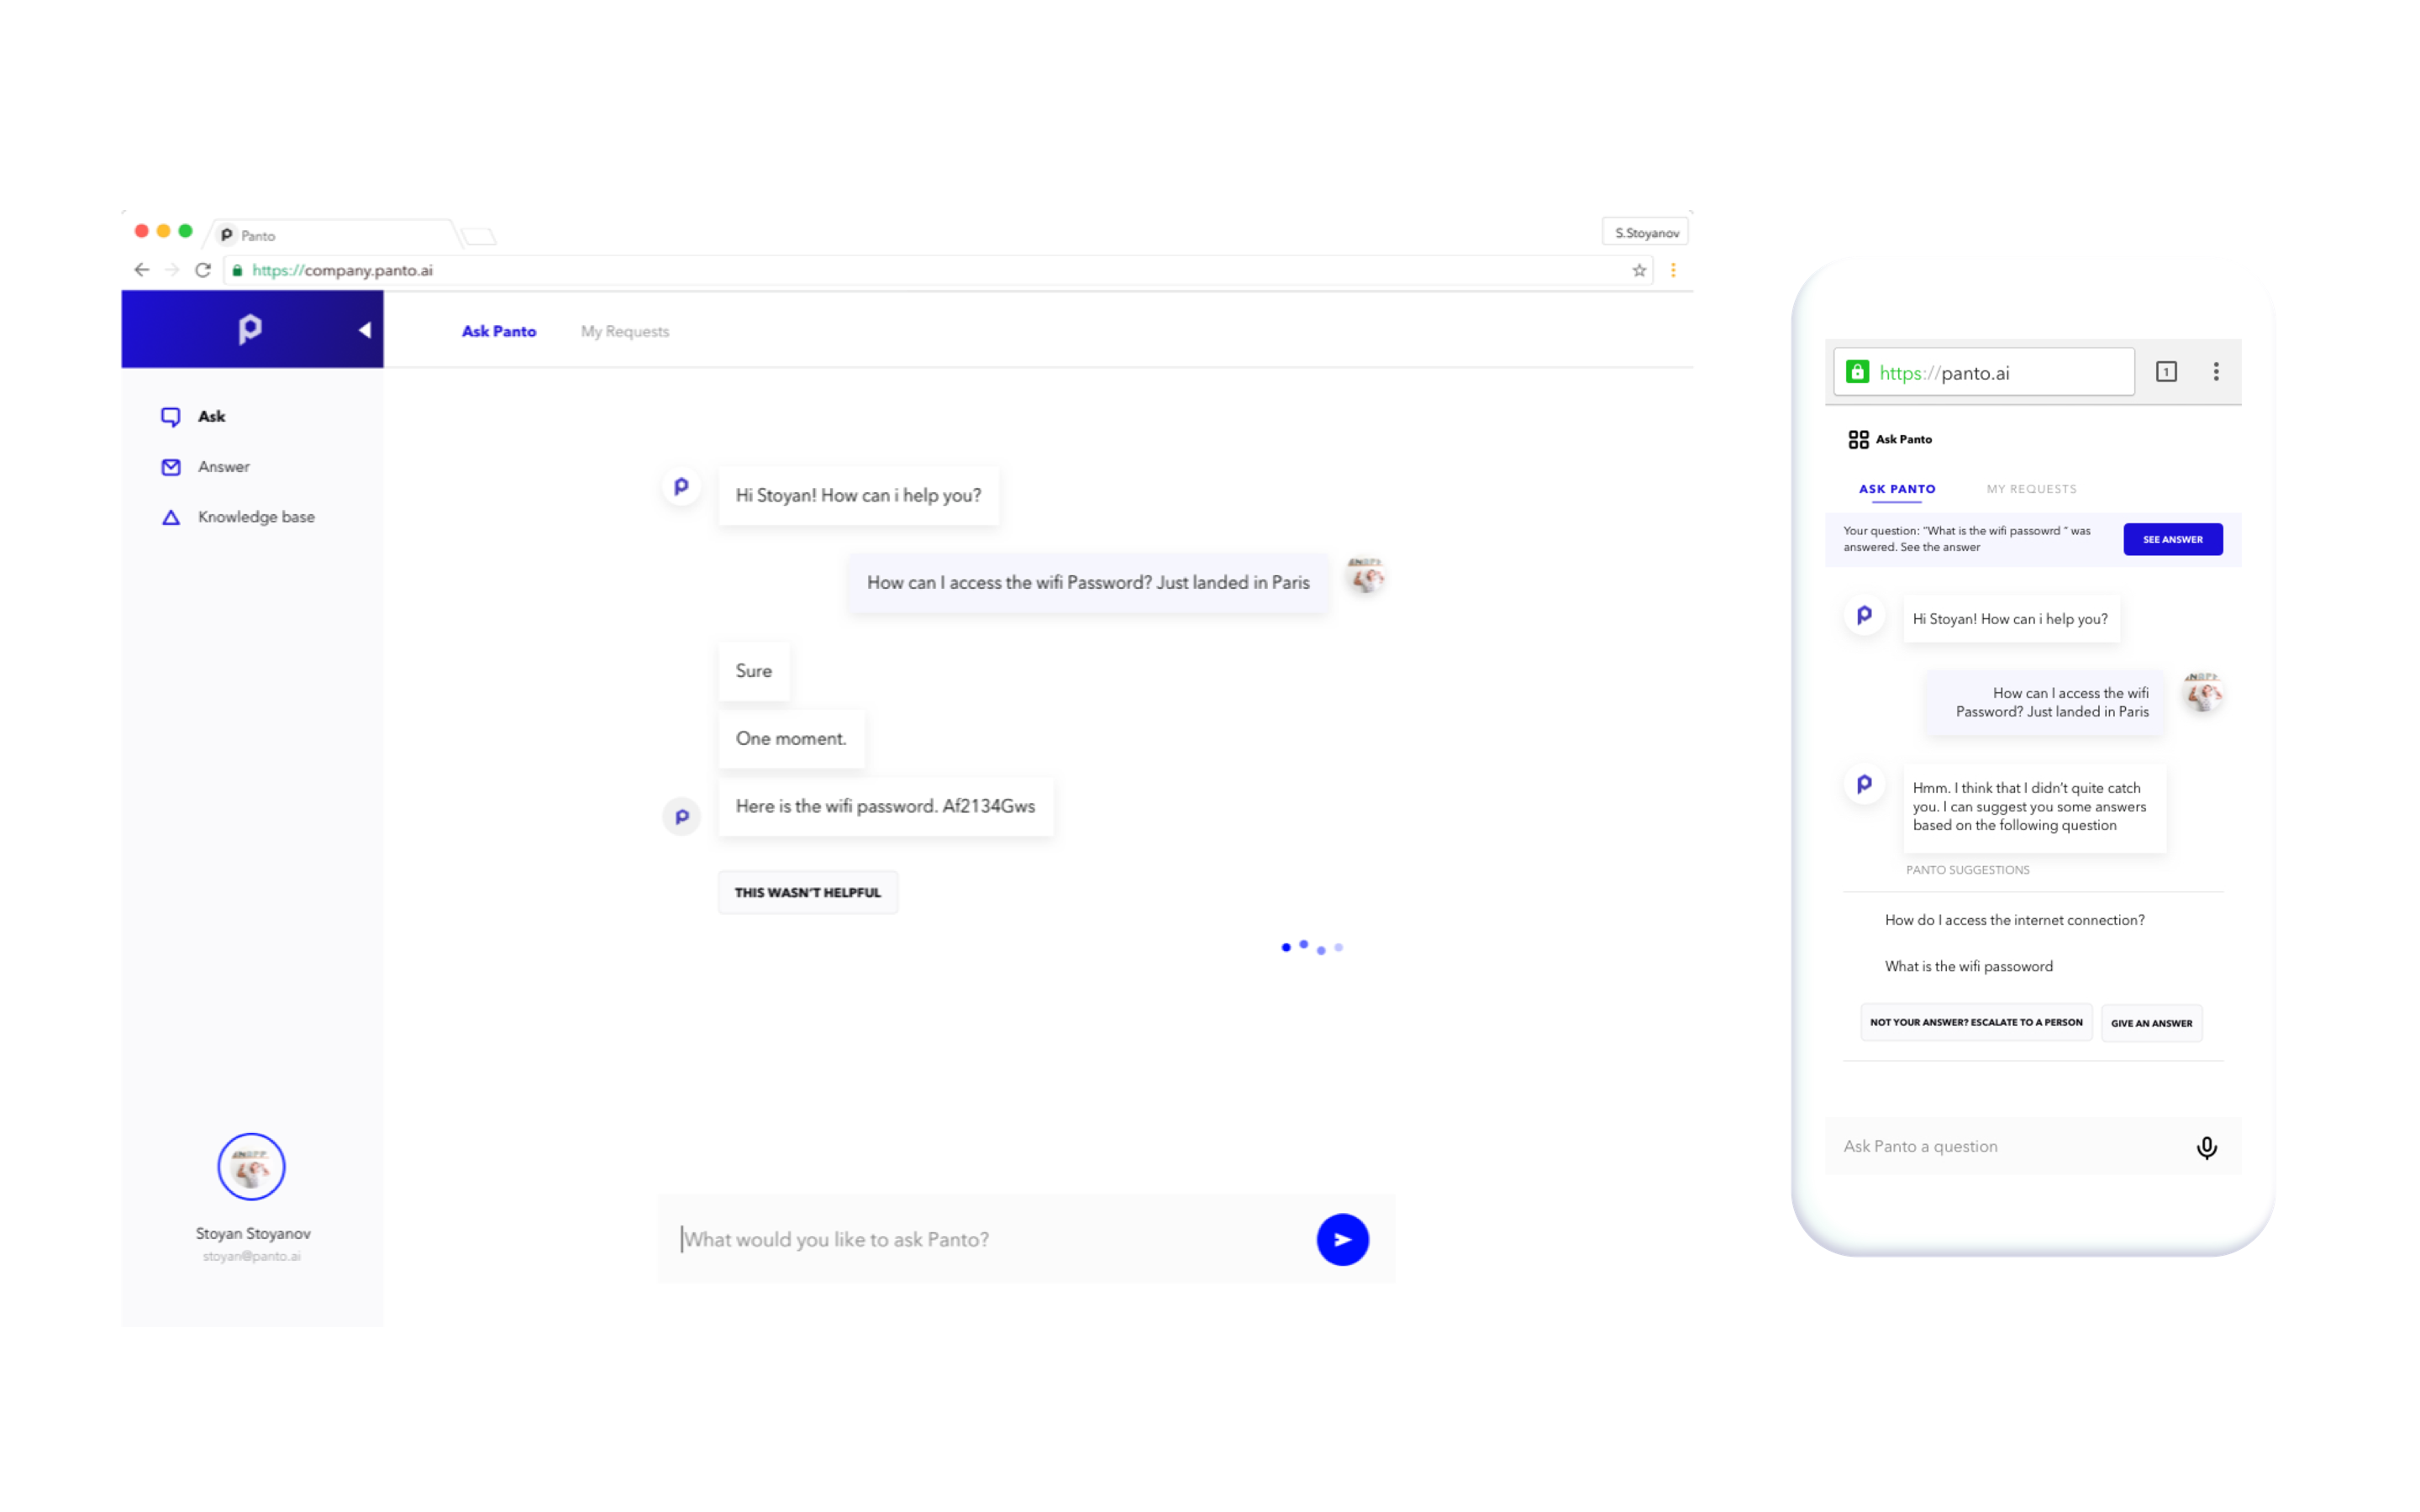 Panto
S.Stoyanov
https://company.panto.ai
Ask Panto
My Requests
Ask
Answer
Knowledge base
Hi Stoyan! How can i help you?
How can I access the wifi Password? Just landed in Paris
Sure
One moment.
Here is the wifi password. Af2134Gws
THIS WASN'T HELPFUL
Stoyan Stoyanov
stoyan@panto.ai
What would you like to ask Panto?
https://panto.ai
1
Ask Panto
ASK PANTO
MY REQUESTS
Your question: "What is the wifi passowrd " was
answered. See the answer
SEE ANSWER
Hi Stoyan! How can i help you?
How can I access the wifi
Password? Just landed in Paris
Hmm. I think that I didn't quite catch
you. I can suggest you some answers
based on the following question
PANTO SUGGESTIONS
How do I access the internet connection?
What is the wifi passoword
NOT YOUR ANSWER? ESCALATE TO A PERSON
GIVE AN ANSWER
Ask Panto a question